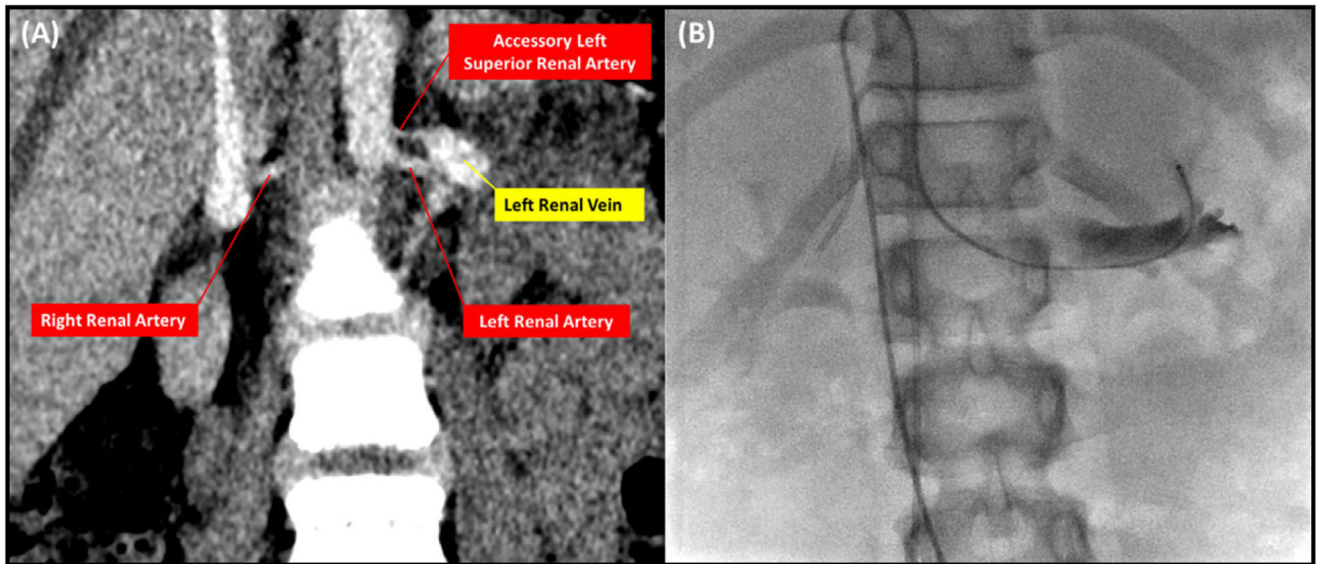 (A)
Accessory Left
Superior Renal Artery
Left Renal Vein
Right Renal Artery
Left Renal Artery
(B)